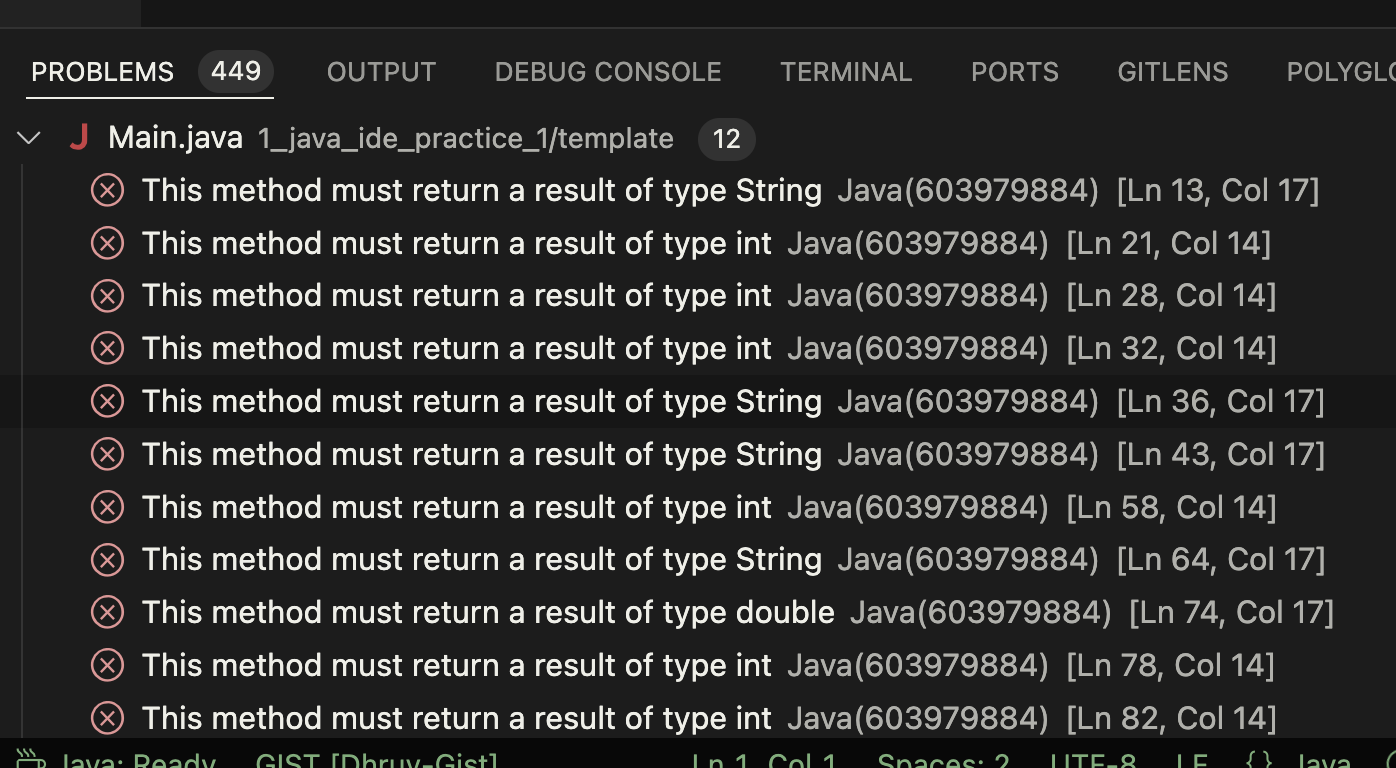 PROBLEMS 449 OUTPUT DEBUG CONSOLE TERMINAL PORTS GITLENS POLYGLO
J Main.java 1_java_ide_practice_1/template 12
This method must return a result of type String Java(603979884) [Ln 13, Col 17]
This method must return a result of type int Java(603979884) [Ln 21, Col 14]
This method must return a result of type int Java(603979884) [Ln 28, Col 14]
This method must return a result of type int Java(603979884) [Ln 32, Col 14]
This method must return a result of type String Java(603979884) [Ln 36, Col 17]
This method must return a result of type String Java(603979884) [Ln 43, Col 17]
This method must return a result of type int Java(603979884) [Ln 58, Col 14]
This method must return a result of type String Java(603979884) [Ln 64, Col 17]
This method must return a result of type double Java(603979884) [Ln 74, Col 17]
This method must return a result of type int Java(603979884) [Ln 78, Col 14]
This method must return a result of type int Java(603979884) [Ln 82, Col 14]
Java: Ready GIST [Dhruv-Gist] Ln 1, Col 1 Spaces: 2 UTF-8 LF {} Java